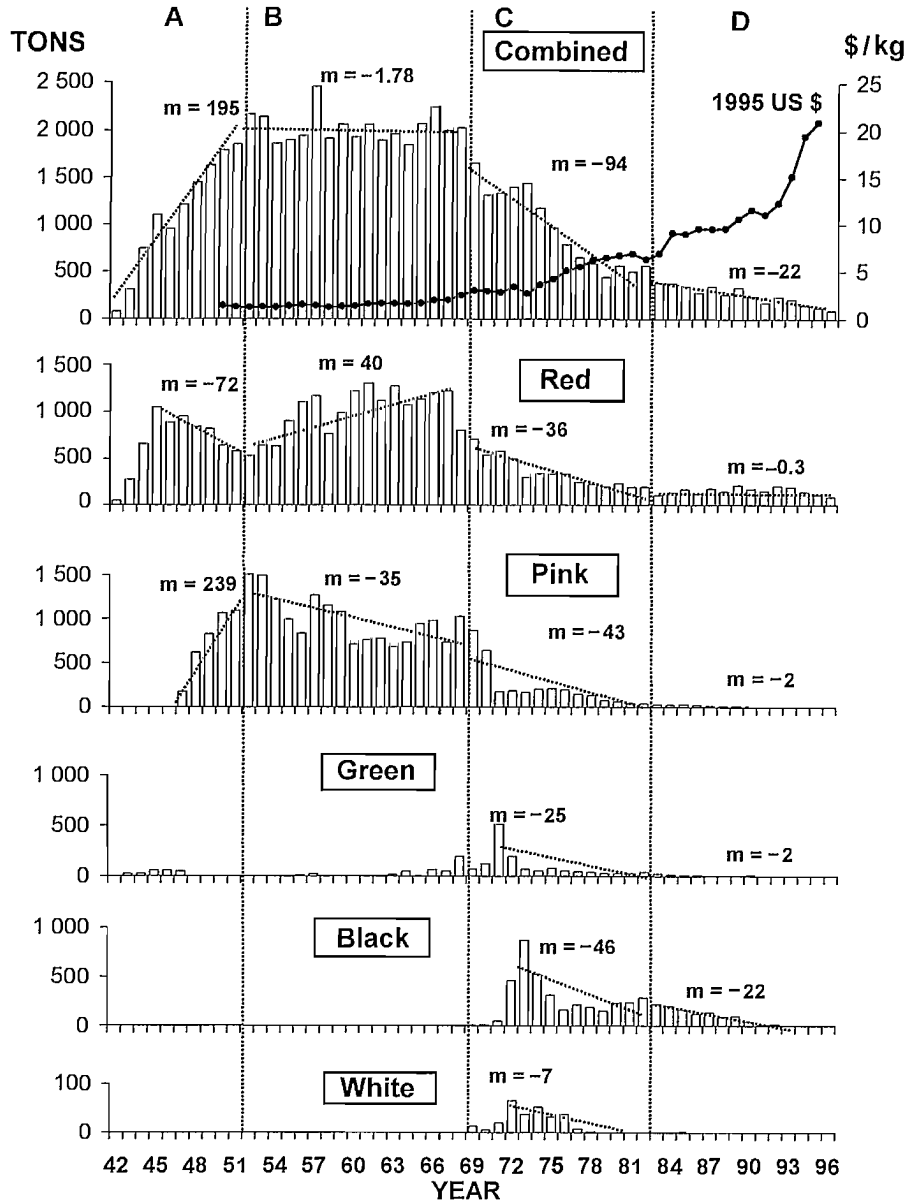 A B C D
TONS $/kg
Combined
2 500 25
2 000 20
1 500 15
1 000 10
500 5
0 0
m = 195
m = −1.78
m = −94
m = −22
1995 US $
Red
1 500
1 000
500
0
m = −72
m = 40
m = −36
m = −0.3
Pink
1 500
1 000
500
0
m = 239
m = −35
m = −43
m = −2
Green
1 000
500
0
m = −25
m = −2
Black
1 000
500
0
m = −46
m = −22
White
100
0
m = −7
42 45 48 51 54 57 60 63 66 69 72 75 78 81 84 87 90 93 96
YEAR